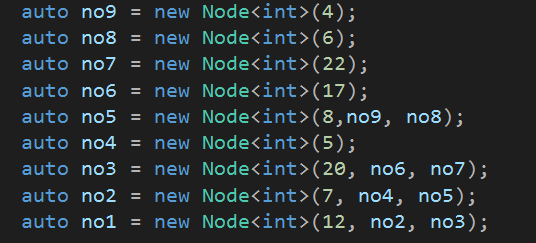 auto no9 = new Node<int>(4);
auto no8 = new Node<int>(6);
auto no7 = new Node<int>(22);
auto no6 = new Node<int>(17);
auto no5 = new Node<int>(8,no9, no8);
auto no4 = new Node<int>(5);
auto no3 = new Node<int>(20, no6, no7);
auto no2 = new Node<int>(7, no4, no5);
auto no1 = new Node<int>(12, no2, no3);